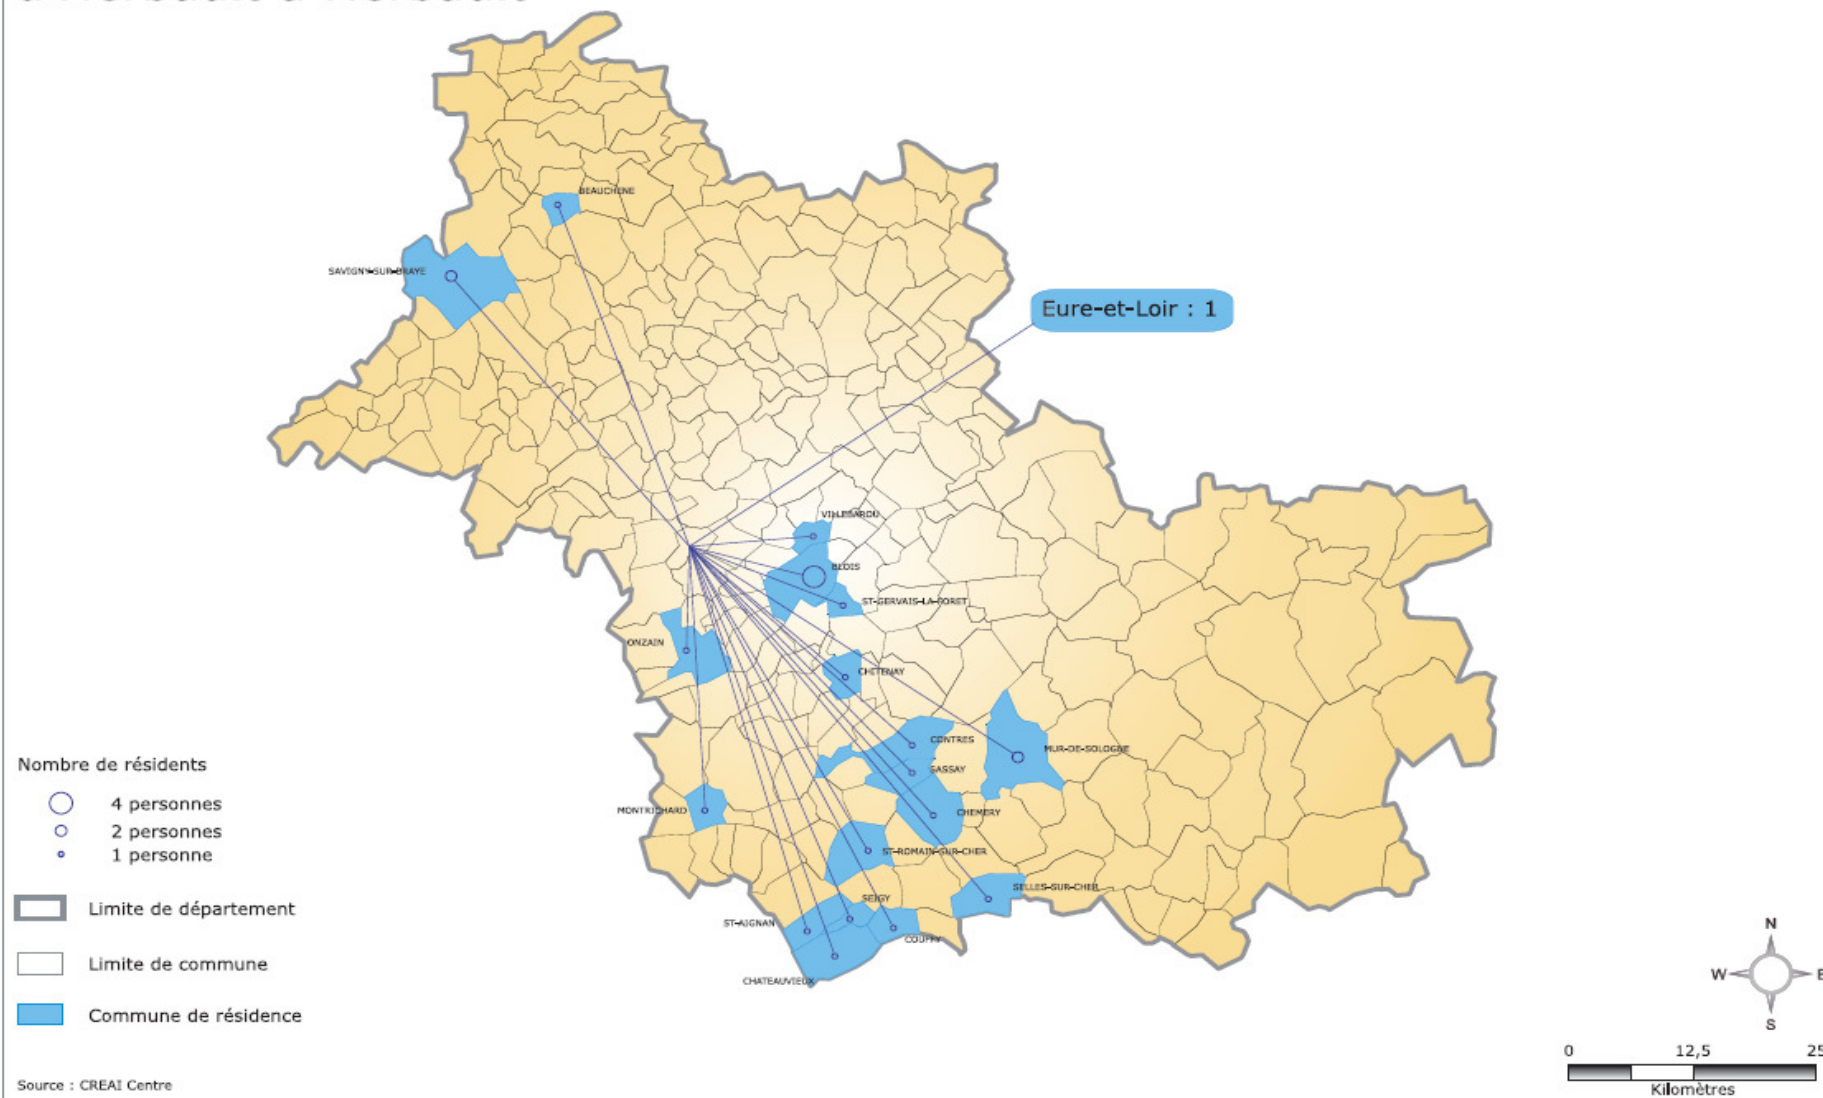 BEAUCHENE
SAVIGNY-SUR-BRAYE
Eure-et-Loir : 1
VILLEBAROU
BLOIS
ST-GERVAIS-LA-FORET
ONZAIN
CHITENAY
CONTRES
MUR-DE-SOLOGNE
SASSAY
MONTRICHARD
CHEMERY
ST-ROMAIN-SUR-CHER
SELLES-SUR-CHER
SEIGY
ST-AIGNAN
COUFFY
CHATEAUVIEUX
Nombre de résidents
4 personnes
2 personnes
1 personne
Limite de département
Limite de commune
Commune de résidence
Source : CREAI Centre
N
W E
S
0 12,5 25
Kilomètres